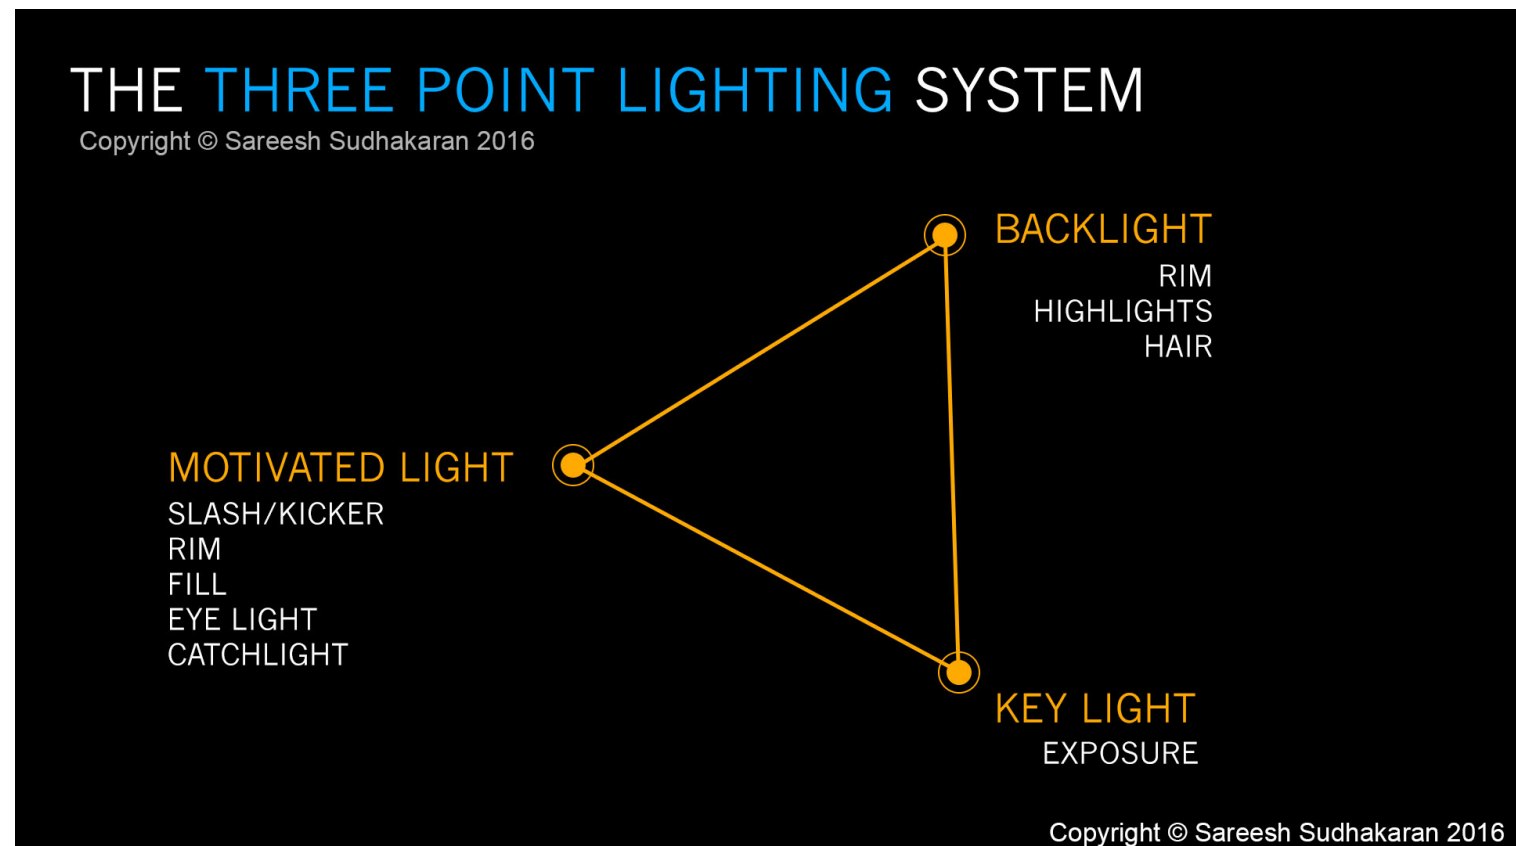 THE THREE POINT LIGHTING SYSTEM
Copyright © Sareesh Sudhakaran 2016
BACKLIGHT
RIM
HIGHLIGHTS
HAIR
MOTIVATED LIGHT
SLASH/KICKER
RIM
FILL
EYE LIGHT
CATCHLIGHT
KEY LIGHT
EXPOSURE
Copyright © Sareesh Sudhakaran 2016